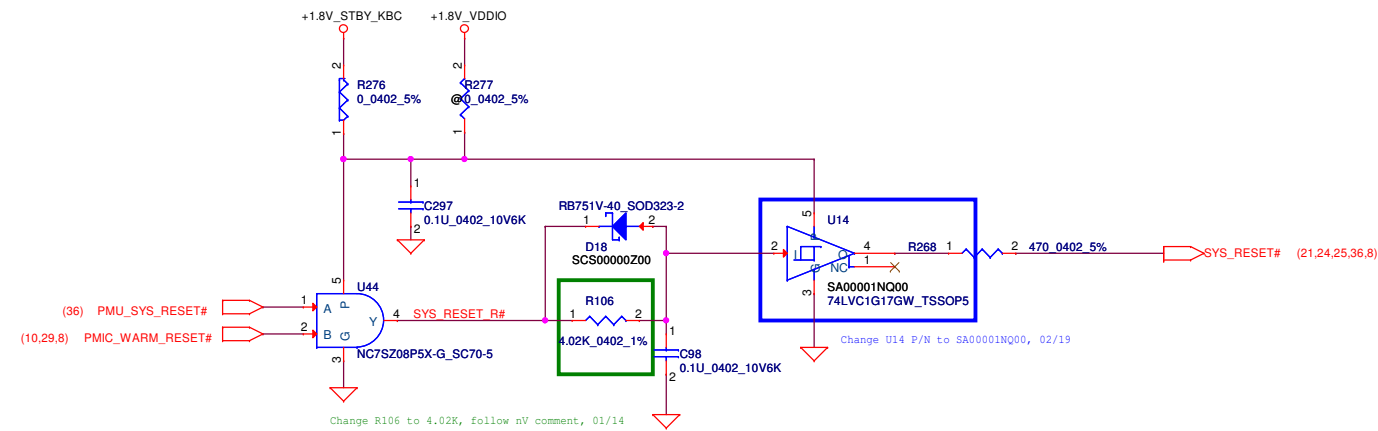 +1.8V_STBY_KBC
+1.8V_VDDIO
2
2
R276
0_0402_5%
R277
@0_0402_5%
1
1
1
C297
0.1U_0402_10V6K
2
RB751V-40_SOD323-2
1
2
D18
SCS00000Z00
5
U14
P
2
I
O
4
R268
1
2
470_0402_5%
SYS_RESET#
(21,24,25,36,8)
NC
1
G
3
SA00001NQ00
74LVC1G17GW_TSSOP5
Change U14 P/N to SA00001NQ00, 02/19
5
U44
(36)
PMU_SYS_RESET#
1
A
P
Y
4
SYS_RESET_R#
(10,29,8)
PMIC_WARM_RESET#
2
B
G
3
NC7SZ08P5X-G_SC70-5
R106
1
2
4.02K_0402_1%
1
C98
0.1U_0402_10V6K
2
Change R106 to 4.02K, follow nV comment, 01/14